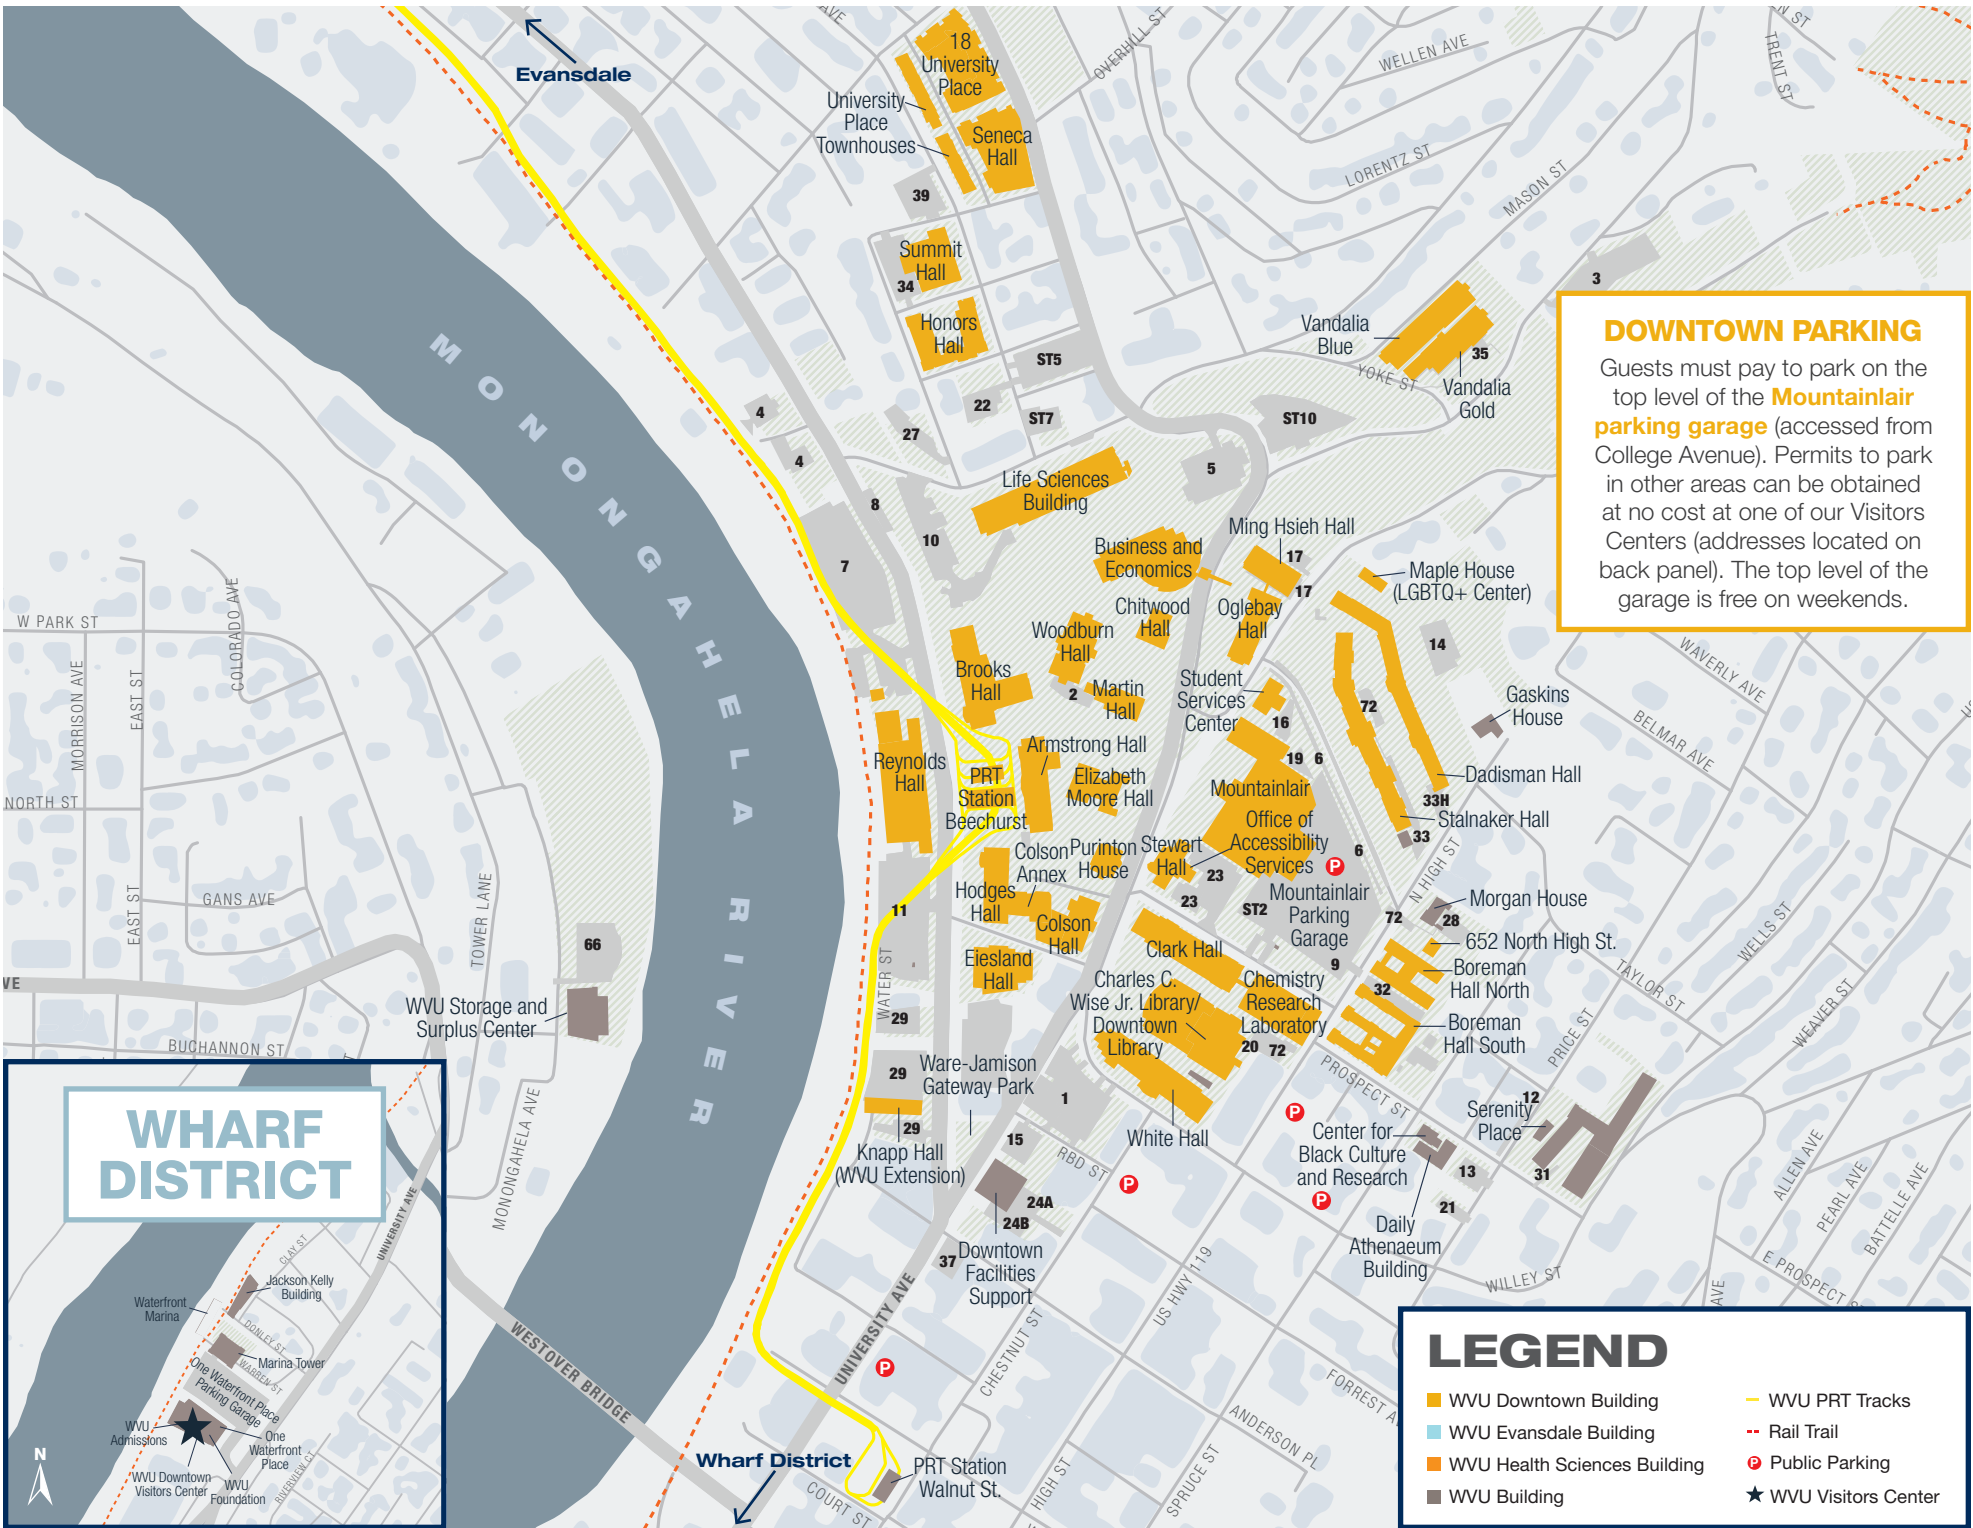 Evansdale
AVE
18
University
Place
University
Place
Townhouses
Seneca
Hall
39
Summit
Hall
34
Honors
Hall
ST5
22
ST7
27
4
4
8
10
7
OVERHILL ST
WELLEN AVE
TRENT ST
N ST
LORENTZ ST
MASON ST
3
Vandalia
Blue
35
YOKE ST
Vandalia
Gold
ST10
5
DOWNTOWN PARKING
Guests must pay to park on the
top level of the Mountainlair
parking garage (accessed from
College Avenue). Permits to park
in other areas can be obtained
at no cost at one of our Visitors
Centers (addresses located on
back panel). The top level of the
garage is free on weekends.
MONONGAHELA RIVER
Life Sciences
Building
Business and
Economics
Ming Hsieh Hall
17
17
Maple House
(LGBTQ+ Center)
Chitwood
Hall
Oglebay
Hall
Woodburn
Hall
2
Martin
Hall
Brooks
Hall
Student
Services
Center
16
14
72
Gaskins
House
WAVERLY AVE
BELMAR AVE
US
W PARK ST
MORRISON AVE
EAST ST
COLORADO AVE
NORTH ST
EAST ST
GANS AVE
TOWER LANE
VE
BUCHANNON ST
66
WVU Storage and
Surplus Center
MONONGAHELA AVE
Reynolds
Hall
PRT
Station
Beechurst
Armstrong Hall
Elizabeth
Moore Hall
19
6
Mountainlair
Office of
Accessibility
Services
P
6
Dadisman Hall
33H
Stalnaker Hall
33
N HIGH ST
Colson
Annex
Purinton
House
Stewart
Hall
23
23
ST2
Mountainlair
Parking
Garage
9
72
Morgan House
28
652 North High St.
Boreman
Hall North
32
Boreman
Hall South
Hodges
Hall
11
Colson
Hall
Eiesland
Hall
Clark Hall
Charles C.
Wise Jr. Library/
Downtown
Library
Chemistry
Research
Laboratory
20
72
WATER ST
29
29
29
Ware-Jamison
Gateway Park
1
White Hall
Knapp Hall
(WVU Extension)
15
RBD ST
24A
24B
Downtown
Facilities
Support
37
P
P
P
PROSPECT ST
TAYLOR ST
WELLS ST
WEAVER ST
PRICE ST
12
Serenity
Place
31
Center for
Black Culture
and Research
13
21
Daily
Athenaeum
Building
WILLEY ST
ALLEN AVE
PEARL AVE
BATTELLE AVE
E PROSPECT S
AVE
UNIVERSITY AVE
CHESTNUT ST
US HWY 119
FORREST A
ANDERSON PL
SPRUCE ST
HIGH ST
COURT ST
P
WESTOVER BRIDGE
Wharf District
PRT Station
Walnut St.
WHARF
DISTRICT
CLAY ST
UNIVERSITY AVE
Jackson Kelly
Building
Waterfront
Marina
DONLEY ST
Marina Tower
WARREN ST
One Waterfront Place
Parking Garage
WVU
Admissions
One
Waterfront
Place
WVU Downtown
Visitors Center
WVU
Foundation
RIVERVIEW CT
N
LEGEND
WVU Downtown Building
WVU Evansdale Building
WVU Health Sciences Building
WVU Building
WVU PRT Tracks
Rail Trail
P Public Parking
WVU Visitors Center